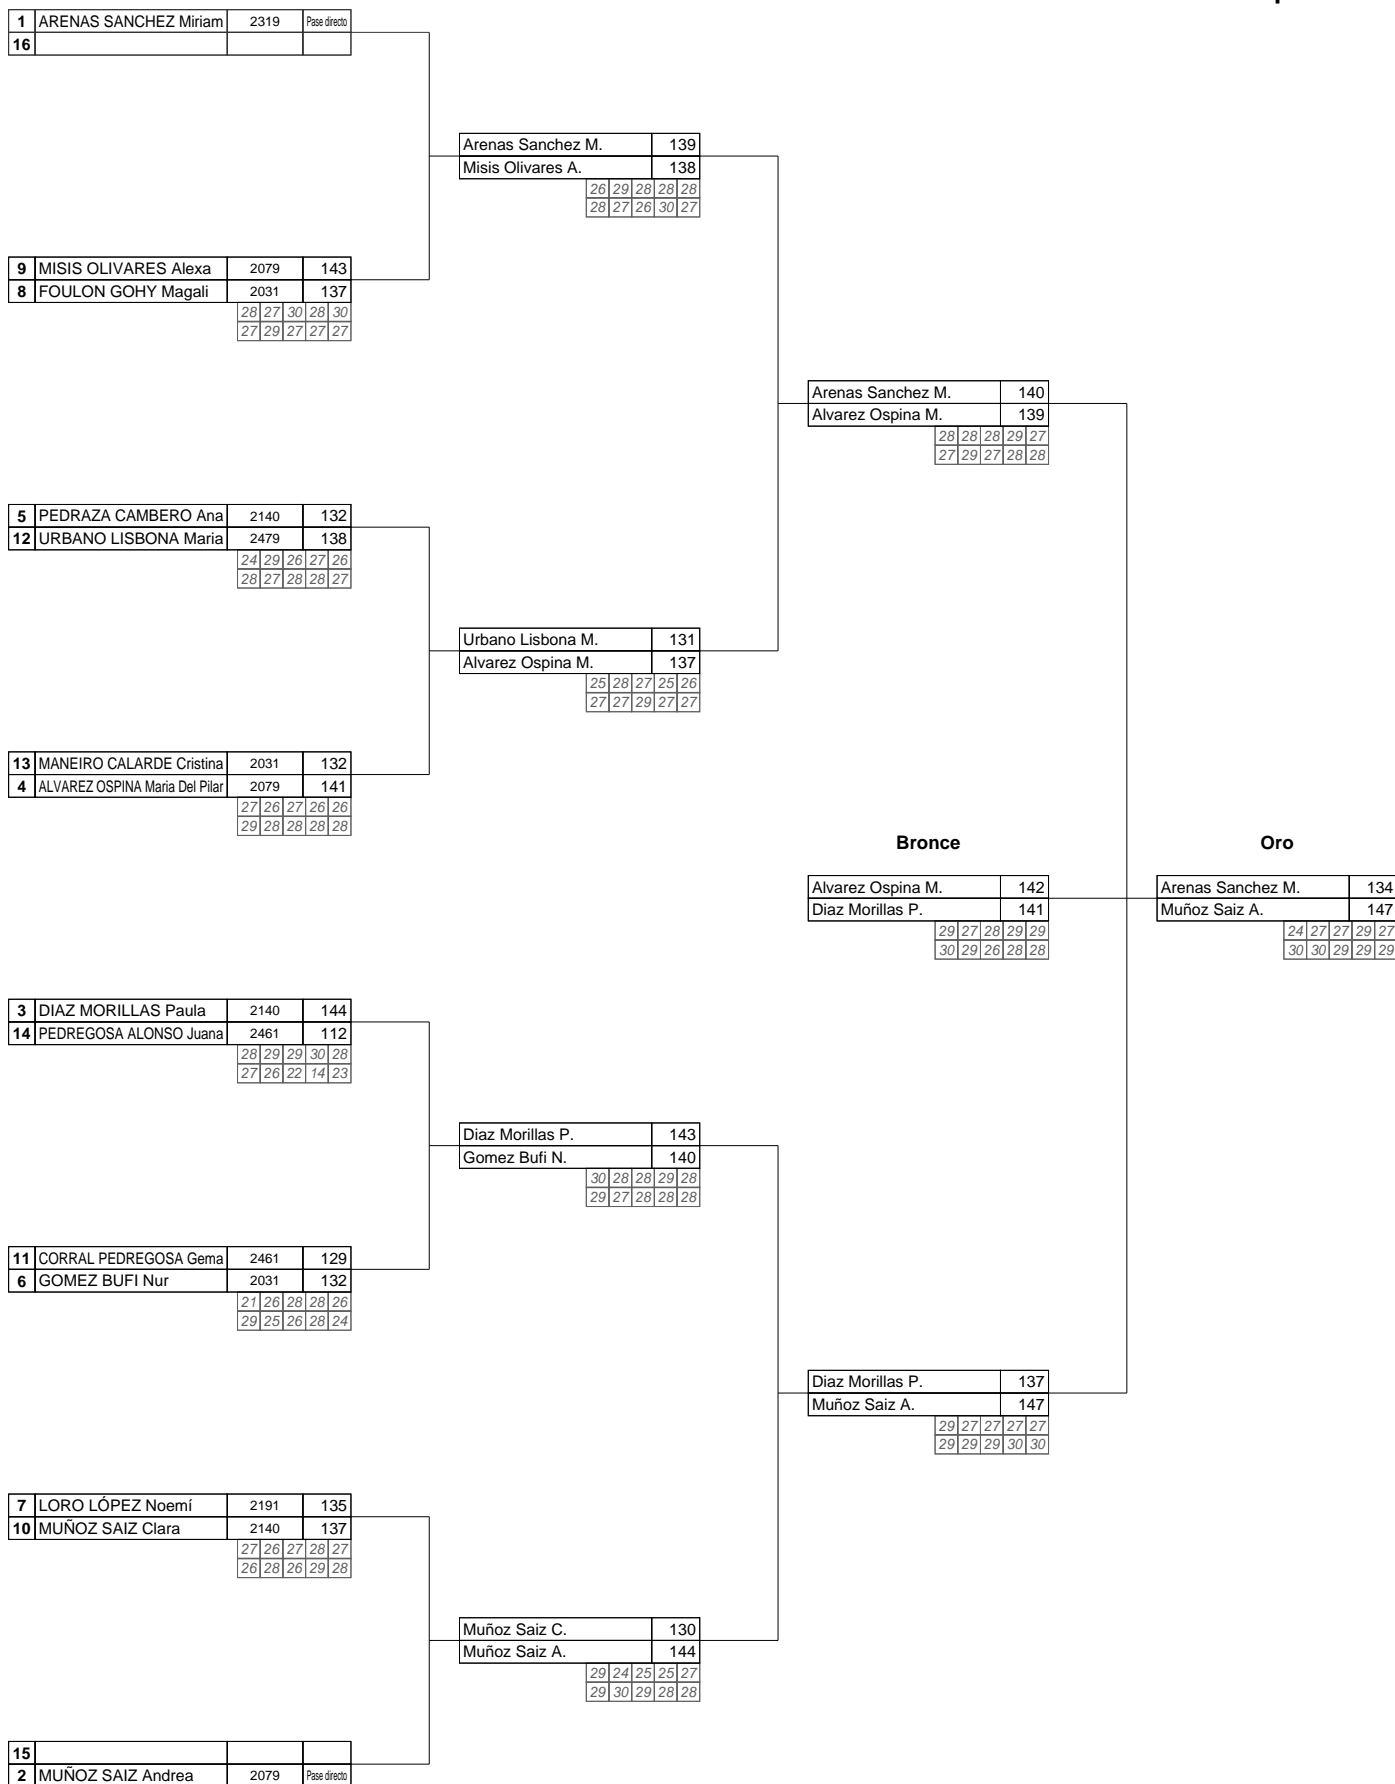 1 ARENAS SANCHEZ Miriam 2319 Pase directo
16
Arenas Sanchez M. 139
Misis Olivares A. 138
26 29 28 28 28
28 27 26 30 27
9 MISIS OLIVARES Alexa 2079 143
8 FOULON GOHY Magali 2031 137
28 27 30 28 30
27 29 27 27 27
Arenas Sanchez M. 140
Alvarez Ospina M. 139
28 28 28 29 27
27 29 27 28 28
5 PEDRAZA CAMBERO Ana 2140 132
12 URBANO LISBONA Maria 2479 138
24 29 26 27 26
28 27 28 28 27
Urbano Lisbona M. 131
Alvarez Ospina M. 137
25 28 27 25 26
27 27 29 27 27
13 MANEIRO CALARDE Cristina 2031 132
4 ALVAREZ OSPINA Maria Del Pilar 2079 141
27 26 27 26 26
29 28 28 28 28
Bronce Oro
Alvarez Ospina M. 142 Arenas Sanchez M. 134
Diaz Morillas P. 141 Muñoz Saiz A. 147
29 27 28 29 29 24 27 27 29 27
30 29 26 28 28 30 30 29 29 29
3 DIAZ MORILLAS Paula 2140 144
14 PEDREGOSA ALONSO Juana 2461 112
28 29 29 30 28
27 26 22 14 23
Diaz Morillas P. 143
Gomez Bufi N. 140
30 28 28 29 28
29 27 28 28 28
11 CORRAL PEDREGOSA Gema 2461 129
6 GOMEZ BUFI Nur 2031 132
21 26 28 28 26
29 25 26 28 24
Diaz Morillas P. 137
Muñoz Saiz A. 147
29 27 27 27 27
29 29 29 30 30
7 LORO LÓPEZ Noemí 2191 135
10 MUÑOZ SAIZ Clara 2140 137
27 26 27 28 27
26 28 26 29 28
Muñoz Saiz C. 130
Muñoz Saiz A. 144
29 24 25 25 27
29 30 29 28 28
15
2 MUÑOZ SAIZ Andrea 2079 Pase directo